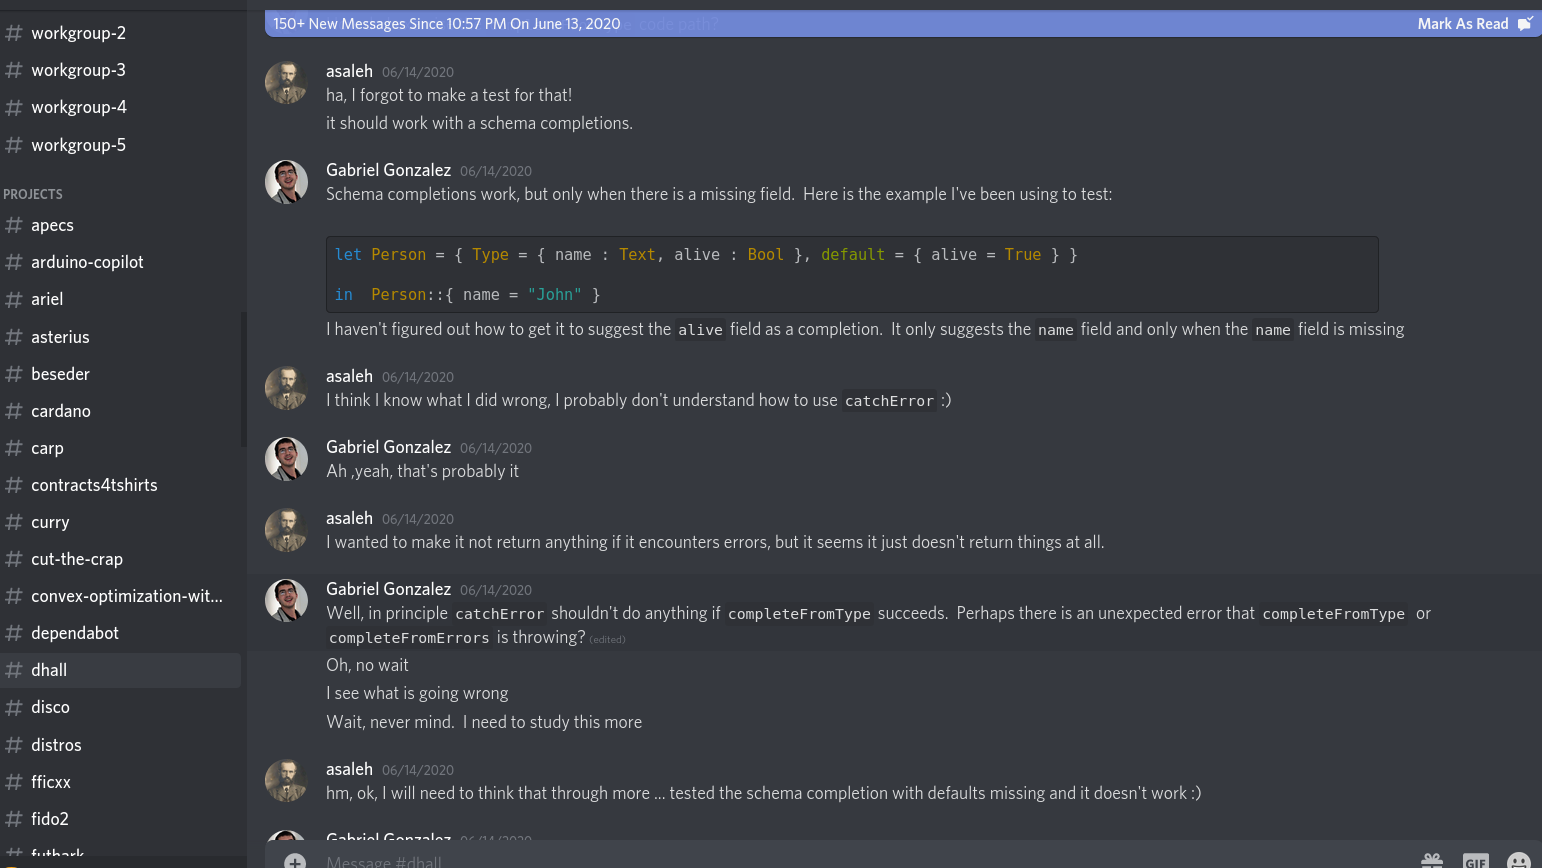 workgroup-2
workgroup-3
workgroup-4
workgroup-5
PROJECTS
apecs
arduino-copilot
ariel
asterius
beseder
cardano
carp
contracts4tshirts
curry
cut-the-crap
convex-optimization-wit...
dependabot
dhall
disco
distros
fficxx
fido2
futhark
150+ New Messages Since 10:57 PM On June 13, 2020
Mark As Read
asaleh 06/14/2020
ha, I forgot to make a test for that!
it should work with a schema completions.
Gabriel Gonzalez 06/14/2020
Schema completions work, but only when there is a missing field.  Here is the example I've been using to test:
let Person = { Type = { name : Text, alive : Bool }, default = { alive = True } }
in  Person::{ name = "John" }
I haven't figured out how to get it to suggest the alive field as a completion.  It only suggests the name field and only when the name field is missing
asaleh 06/14/2020
I think I know what I did wrong, I probably don't understand how to use catchError :)
Gabriel Gonzalez 06/14/2020
Ah ,yeah, that's probably it
asaleh 06/14/2020
I wanted to make it not return anything if it encounters errors, but it seems it just doesn't return things at all.
Gabriel Gonzalez 06/14/2020
Well, in principle catchError shouldn't do anything if completeFromType succeeds.  Perhaps there is an unexpected error that completeFromType or
completeFromErrors is throwing? (edited)
Oh, no wait
I see what is going wrong
Wait, never mind.  I need to study this more
asaleh 06/14/2020
hm, ok, I will need to think that through more ... tested the schema completion with defaults missing and it doesn't work :)
Gabriel Gonzalez 06/14/2020
Message #dhall
GIF